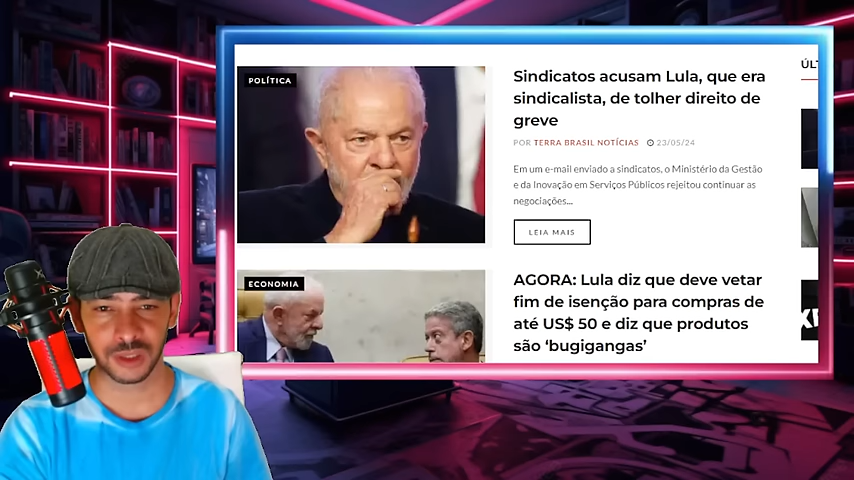 POLÍTICA
Sindicatos acusam Lula, que era
sindicalista, de tolher direito de
greve
POR TERRA BRASIL NOTÍCIAS 23/05/24
Em um e-mail enviado a sindicatos, o Ministério da Gestão
e da Inovação em Serviços Públicos rejeitou continuar as
negociações...
LEIA MAIS
ECONOMIA
AGORA: Lula diz que deve vetar
fim de isenção para compras de
até US$ 50 e diz que produtos
são ‘bugigangas’